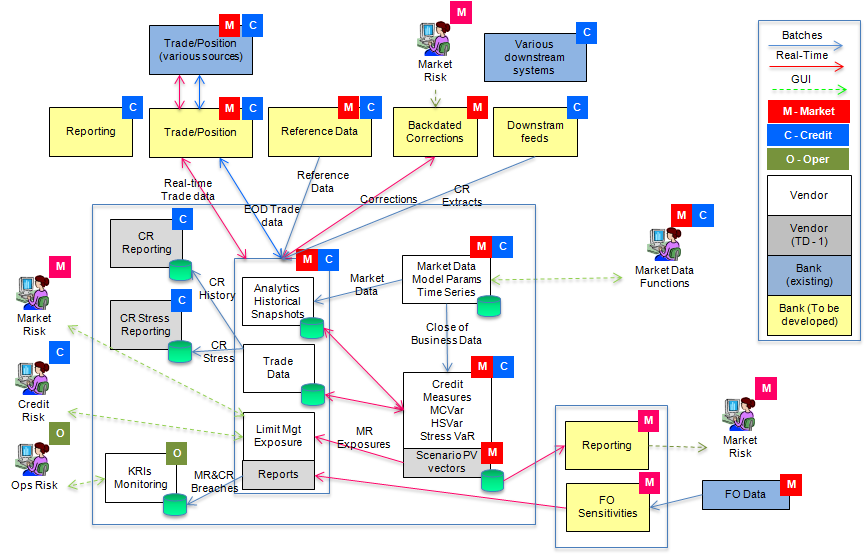 M
C
Trade/Position
(various sources)
M
Market
Risk
C
Various
downstream
systems
Batches
Real-Time
GUI
M - Market
C - Credit
O - Oper
Vendor
Vendor
(TD - 1)
Bank
(existing)
Bank (To be
developed)
C
Reporting
M
C
Trade/Position
M
C
Reference Data
M
Backdated
Corrections
C
Downstram
feeds
Real-time
Trade data
EOD Trade
data
Reference
Data
Corrections
CR
Extracts
C
CR
Reporting
CR
History
C
CR Stress
Reporting
CR
Stress
M
C
Analytics
Historical
Snapshots
Trade
Data
Limit Mgt
Exposure
Reports
Market
Data
M
C
Market Data
Model Params
Time Series
Close of
Business Data
M
C
Market Data
Functions
M
C
Credit
Measures
MCVar
HSVar
Stress VaR
M
Scenario PV
vectors
MR
Exposures
M
Market
Risk
C
Credit
Risk
O
Ops Risk
O
KRIs
Monitoring
MR&CR
Breaches
M
Reporting
M
FO
Sensitivities
M
Market
Risk
M
FO Data